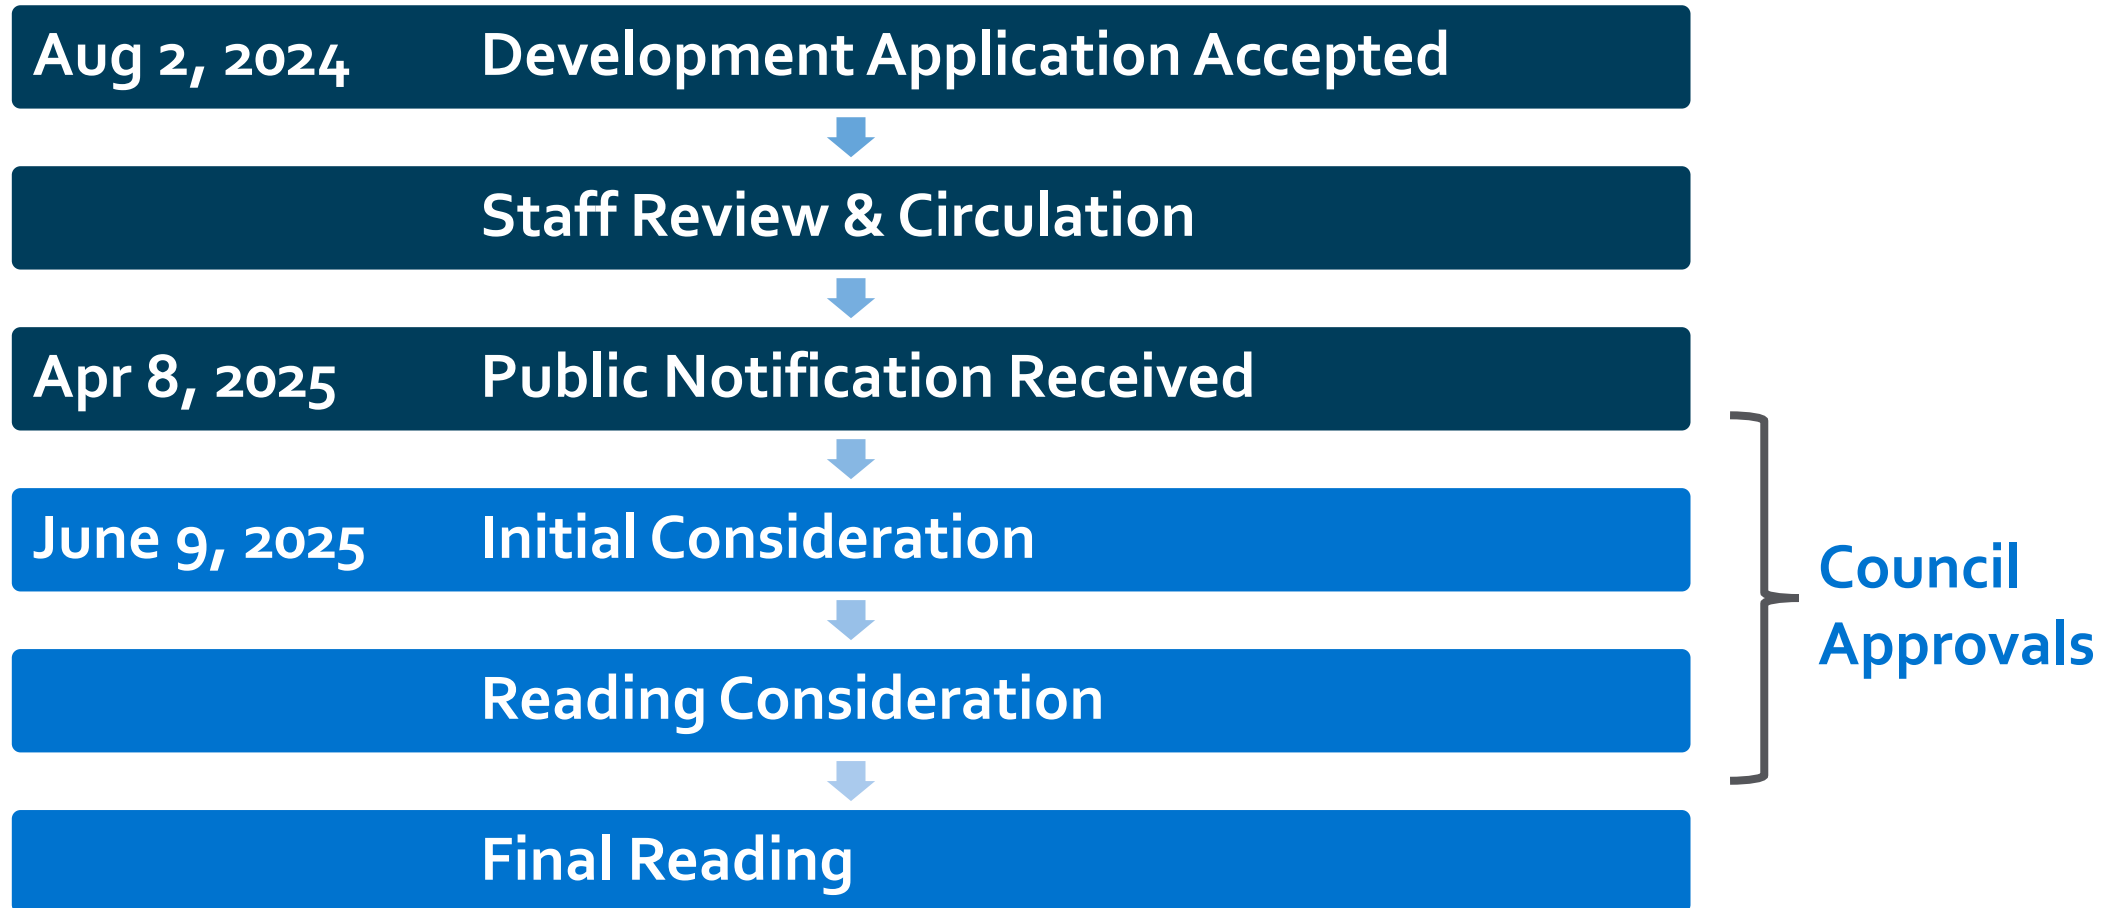 Aug 2, 2024 Development Application Accepted
Staff Review & Circulation
Apr 8, 2025 Public Notification Received
June 9, 2025 Initial Consideration
Reading Consideration
Final Reading
Council
Approvals